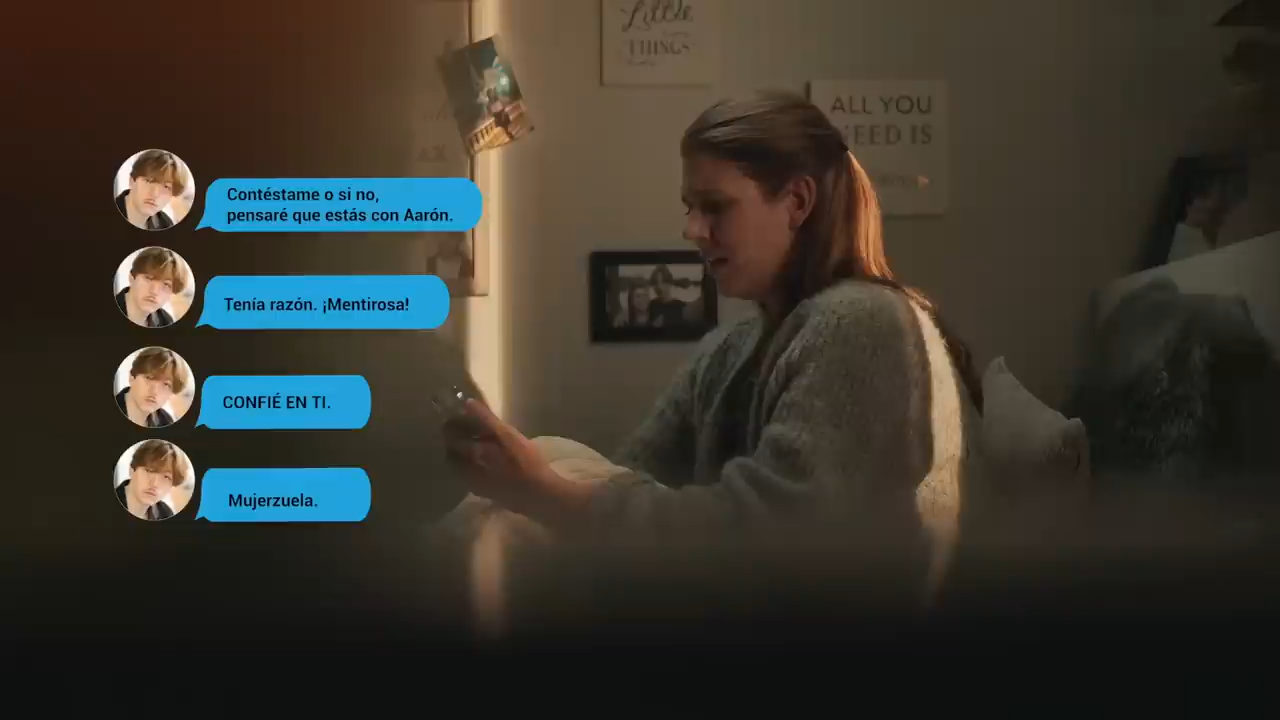 Little
THINGS
ALL YOU
NEED IS
Contéstame o si no,
pensaré que estás con Aarón.
Tenía razón. ¡Mentirosa!
CONFIÉ EN TI.
Mujerzuela.